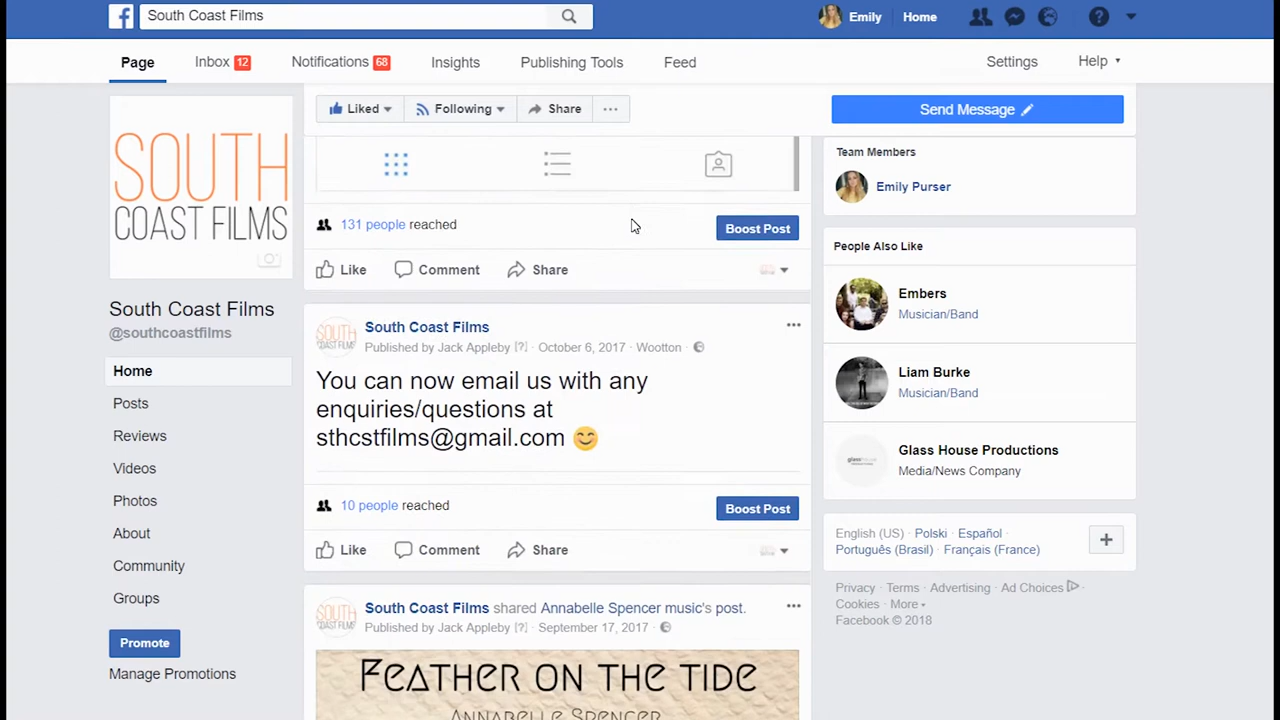 South Coast Films
Emily
Home
Page
Inbox 12
Notifications 68
Insights
Publishing Tools
Feed
Settings
Help
SOUTH
COAST FILMS
South Coast Films
@southcoastfilms
Home
Posts
Reviews
Videos
Photos
About
Community
Groups
Promote
Manage Promotions
Liked
Following
Share
Send Message
131 people reached
Boost Post
Like
Comment
Share
South Coast Films
Published by Jack Appleby [?] · October 6, 2017 · Wootton ·
You can now email us with any
enquiries/questions at
sthcstfilms@gmail.com 😊
10 people reached
Boost Post
Like
Comment
Share
South Coast Films shared Annabelle Spencer music's post.
Published by Jack Appleby [?] · September 17, 2017 ·
FEATHER ON THE TIDE
ANNABELLE SPENCER
Team Members
Emily Purser
People Also Like
Embers
Musician/Band
Liam Burke
Musician/Band
Glass House Productions
Media/News Company
English (US) · Polski · Español ·
Português (Brasil) · Français (France)
Privacy · Terms · Advertising · Ad Choices ·
Cookies · More
Facebook © 2018